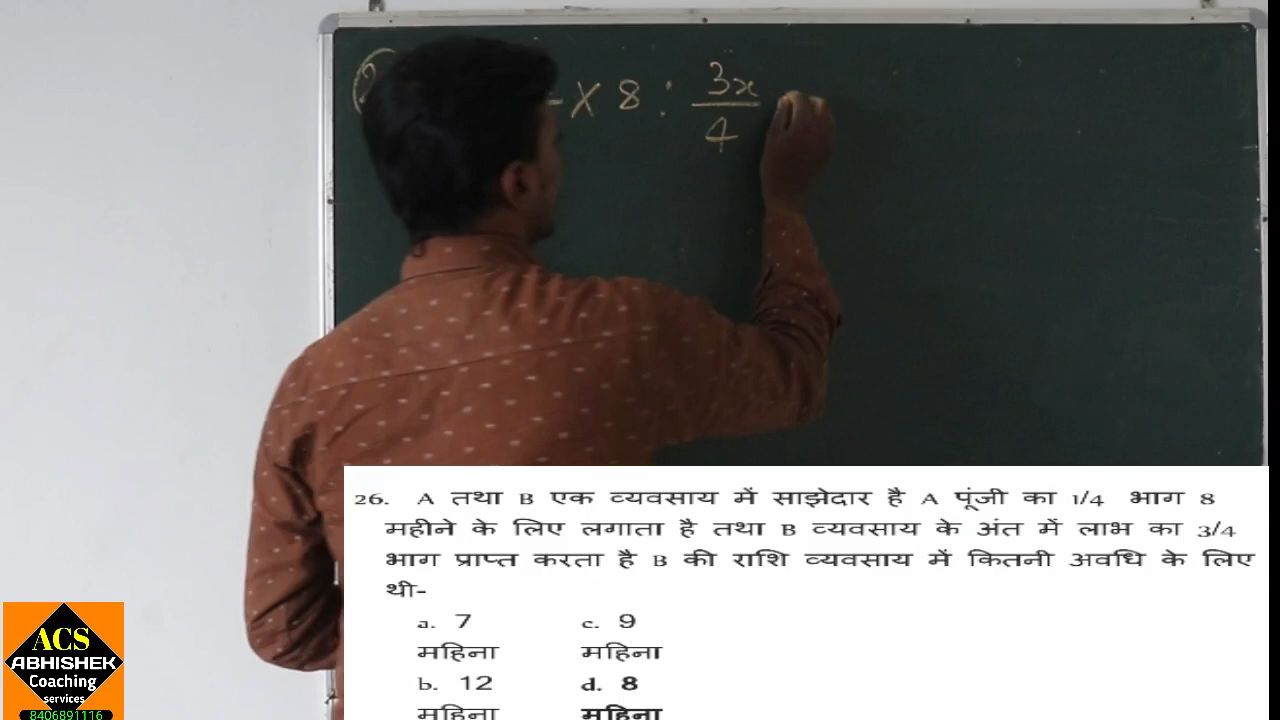 × 8 : 3x
4
26. A तथा B एक व्यवसाय में साझेदार है A पूंजी का 1/4 भाग 8
महीने के लिए लगाता है तथा B व्यवसाय के अंत में लाभ का 3/4
भाग प्राप्त करता है B की राशि व्यवसाय में कितनी अवधि के लिए
थी-
a. 7 c. 9
महिना महिना
b. 12 d. 8
महिना महिना
ACS
ABHISHEK
Coaching
services
8406891116